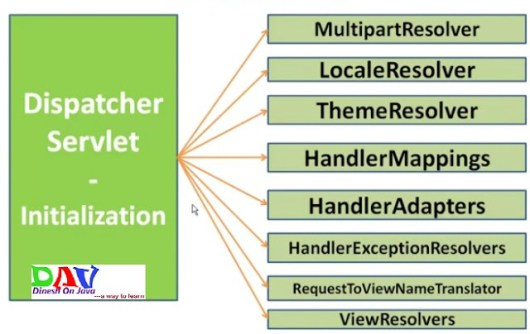 Dispatcher
Servlet
-
Initialization
DAV
Dinesh On Java
---a way to learn
MultipartResolver
LocaleResolver
ThemeResolver
HandlerMappings
HandlerAdapters
HandlerExceptionResolvers
RequestToViewNameTranslator
ViewResolvers